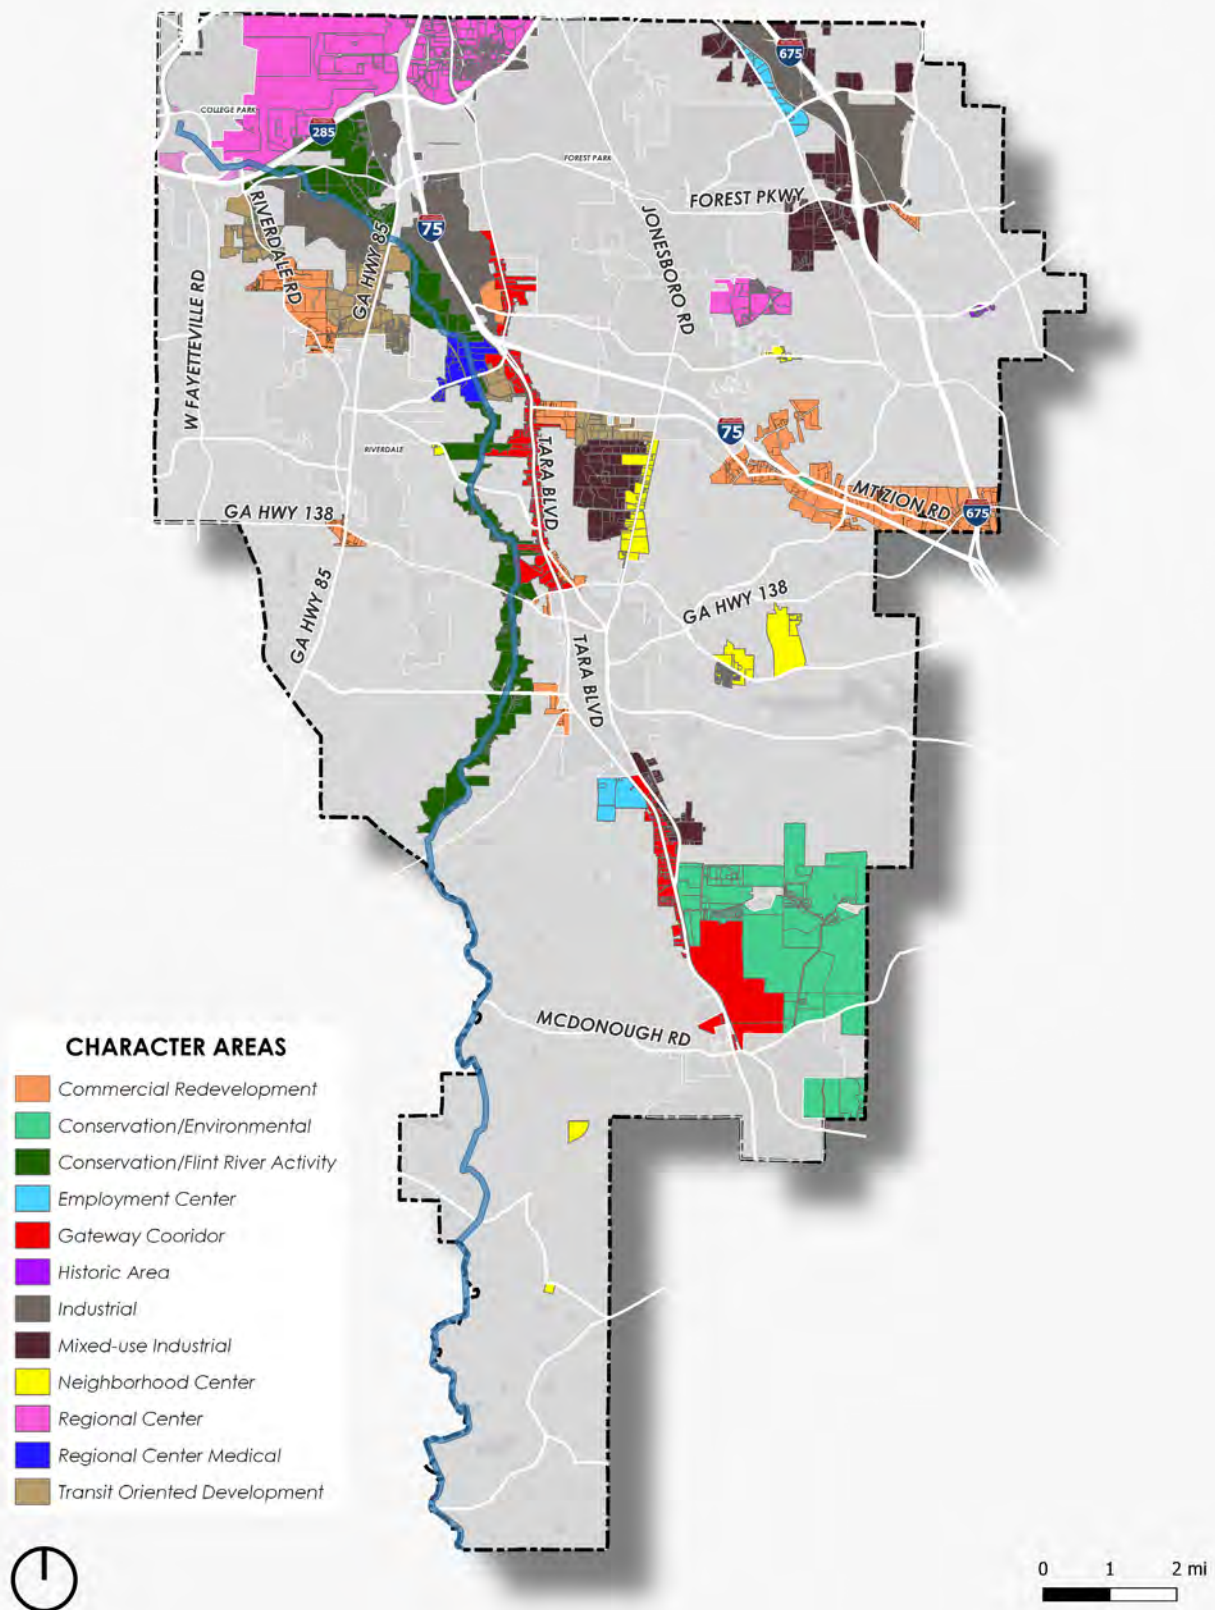 675
COLLEGE PARK
285
FOREST PARK
FOREST PKWY
RIVERDALE RD
GA HWY 85
75
JONESBORO RD
W FAYETTEVILLE RD
75
RIVERDALE
TARA BLVD
MT ZION RD
GA HWY 138
675
GA HWY 85
GA HWY 138
TARA BLVD
MCDONOUGH RD
CHARACTER AREAS
Commercial Redevelopment
Conservation/Environmental
Conservation/Flint River Activity
Employment Center
Gateway Cooridor
Historic Area
Industrial
Mixed-use Industrial
Neighborhood Center
Regional Center
Regional Center Medical
Transit Oriented Development
0 1 2 mi